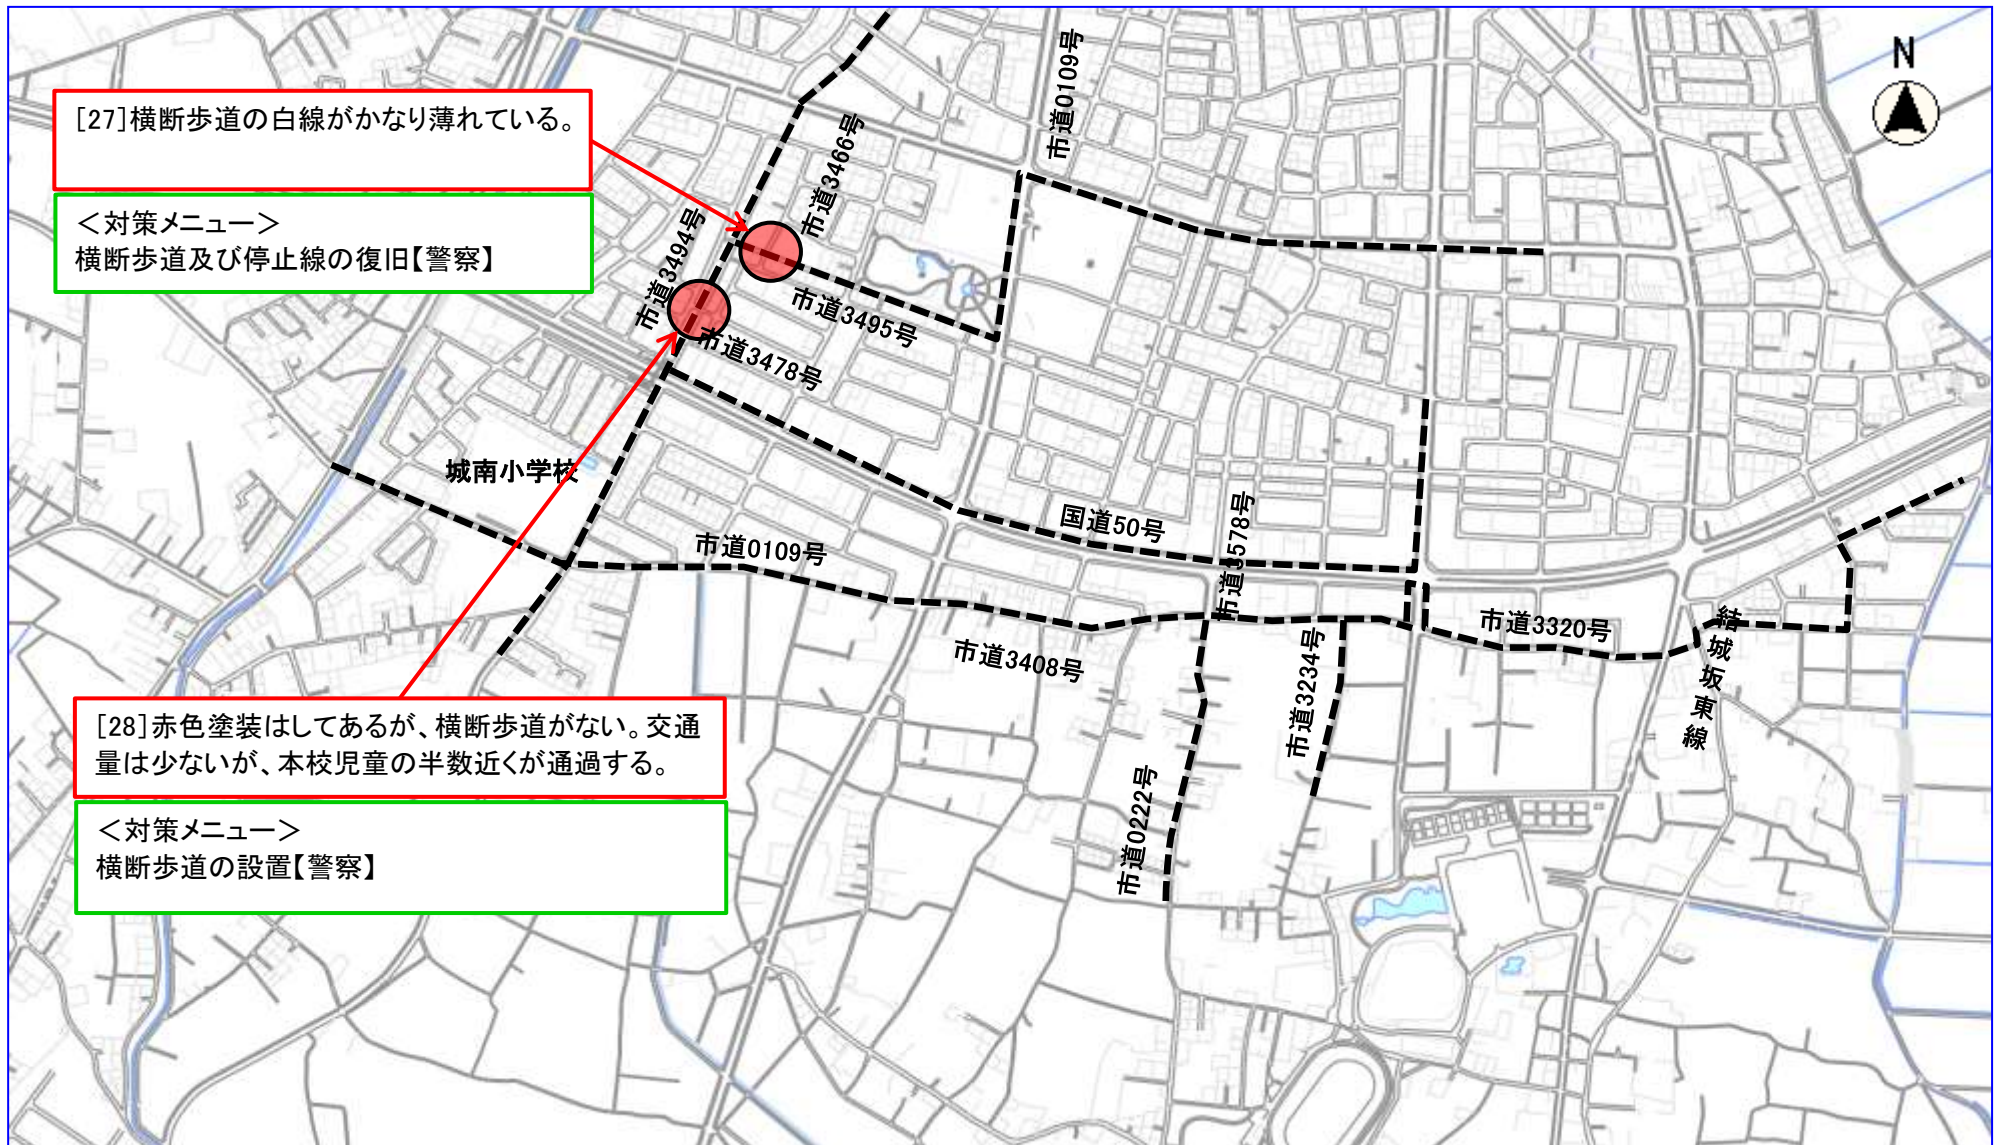 N
市道0109号
[27]横断歩道の白線がかなり薄れている。
＜対策メニュー＞
横断歩道及び停止線の復旧【警察】
市道3466号
市道3494号
市道3495号
市道3478号
城南小学校
国道50号
市道3578号
市道0109号
市道3320号
市道3408号
市道3234号
結城坂東線
市道0222号
[28]赤色塗装はしてあるが、横断歩道がない。交通
量は少ないが、本校児童の半数近くが通過する。
＜対策メニュー＞
横断歩道の設置【警察】